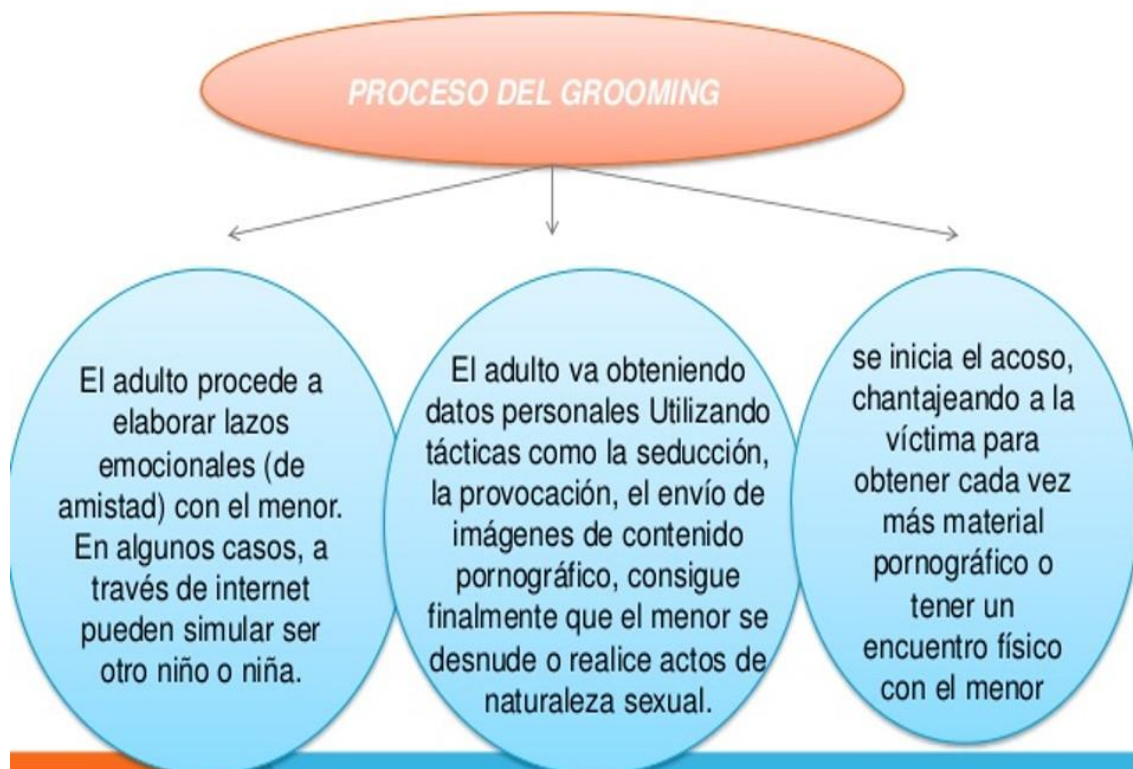 PROCESO DEL GROOMING
El adulto procede a
elaborar lazos
emocionales (de
amistad) con el menor.
En algunos casos, a
través de internet
pueden simular ser
otro niño o niña.
El adulto va obteniendo
datos personales Utilizando
tácticas como la seducción,
la provocación, el envío de
imágenes de contenido
pornográfico, consigue
finalmente que el menor se
desnude o realice actos de
naturaleza sexual.
se inicia el acoso,
chantajeando a la
víctima para
obtener cada vez
más material
pornográfico o
tener un
encuentro físico
con el menor